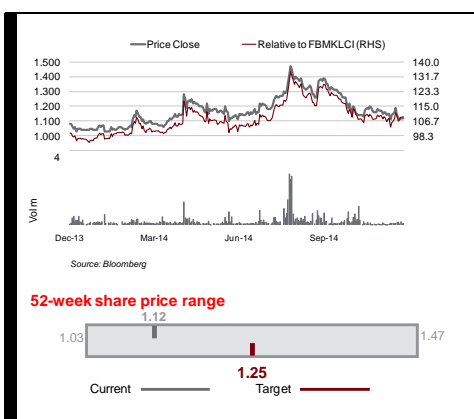 Price Close Relative to FBMKLCI (RHS)
1.500 140.0
1.400 131.7
1.300 123.3
1.200 115.0
1.100 106.7
1.000 98.3
4
Vol m
Dec-13 Mar-14 Jun-14 Sep-14
Source: Bloomberg
52-week share price range
1.12
1.03 1.47
1.25
Current Target